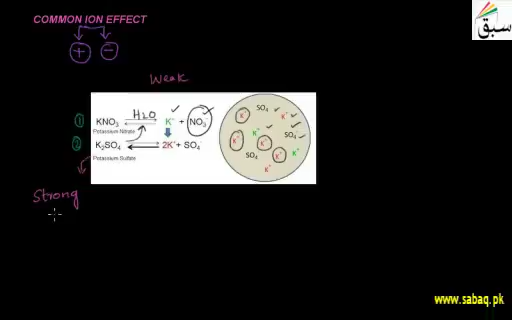 COMMON ION EFFECT
سبق
+ −
Weak
① KNO₃ H₂O K⁺ + NO₃⁻
Potassium Nitrate
② K₂SO₄ 2K⁺ + SO₄⁻
Potassium Sulfate
SO₄
K⁺ K⁺
K⁺ SO₄
K⁺ K⁺
SO₄ K⁺ K⁺
K⁺
Strong
www.sabaq.pk